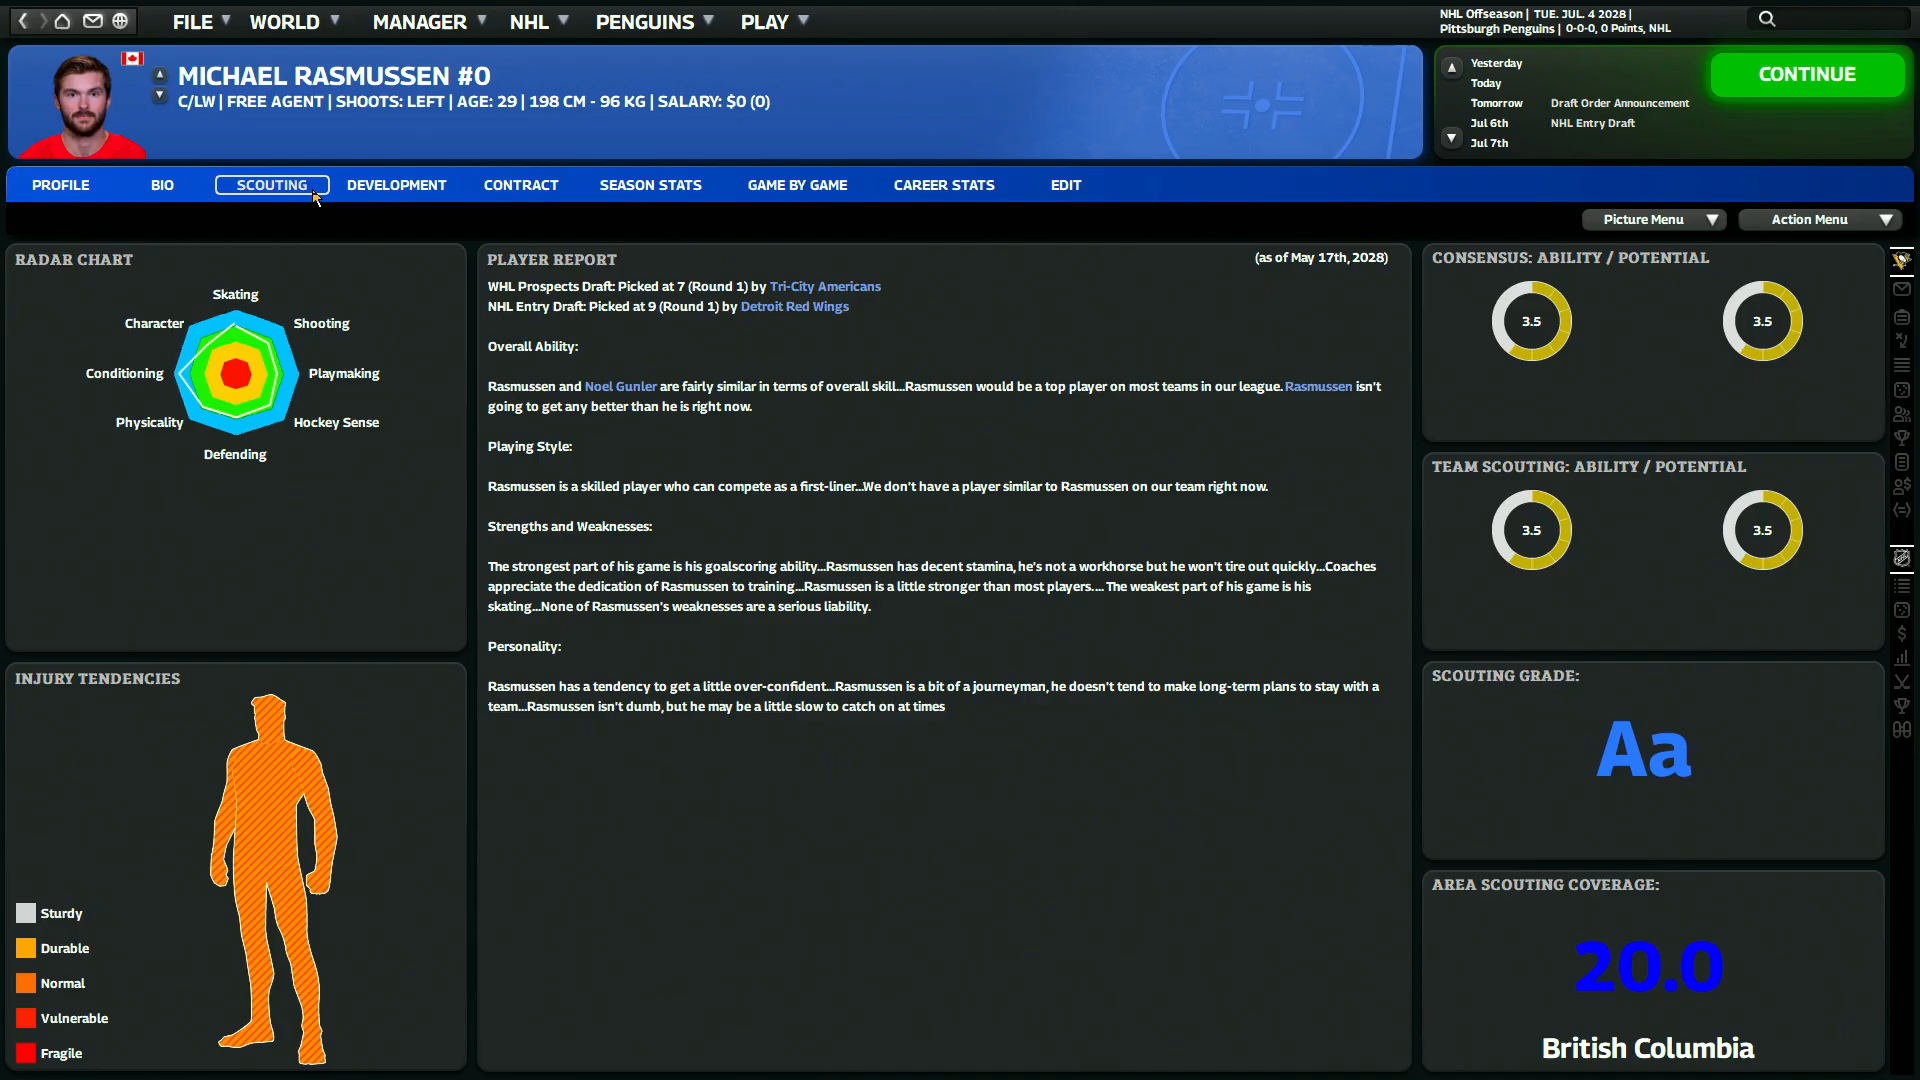 FILE WORLD MANAGER NHL PENGUINS PLAY
NHL Offseason | TUE. JUL. 4 2028 |
Pittsburgh Penguins | 0-0-0, 0 Points, NHL
MICHAEL RASMUSSEN #0
C/LW | FREE AGENT | SHOOTS: LEFT | AGE: 29 | 198 CM - 96 KG | SALARY: $0 (0)
Yesterday
Today
Tomorrow Draft Order Announcement
Jul 6th NHL Entry Draft
Jul 7th
CONTINUE
PROFILE BIO SCOUTING DEVELOPMENT CONTRACT SEASON STATS GAME BY GAME CAREER STATS EDIT
Picture Menu Action Menu
RADAR CHART
Skating
Character Shooting
Conditioning Playmaking
Physicality Hockey Sense
Defending
INJURY TENDENCIES
Sturdy
Durable
Normal
Vulnerable
Fragile
PLAYER REPORT (as of May 17th, 2028)
WHL Prospects Draft: Picked at 7 (Round 1) by Tri-City Americans
NHL Entry Draft: Picked at 9 (Round 1) by Detroit Red Wings
Overall Ability:
Rasmussen and Noel Gunler are fairly similar in terms of overall skill...Rasmussen would be a top player on most teams in our league. Rasmussen isn't
going to get any better than he is right now.
Playing Style:
Rasmussen is a skilled player who can compete as a first-liner...We don't have a player similar to Rasmussen on our team right now.
Strengths and Weaknesses:
The strongest part of his game is his goalscoring ability...Rasmussen has decent stamina, he's not a workhorse but he won't tire out quickly...Coaches
appreciate the dedication of Rasmussen to training...Rasmussen is a little stronger than most players.... The weakest part of his game is his
skating...None of Rasmussen's weaknesses are a serious liability.
Personality:
Rasmussen has a tendency to get a little over-confident...Rasmussen is a bit of a journeyman, he doesn't tend to make long-term plans to stay with a
team...Rasmussen isn't dumb, but he may be a little slow to catch on at times
CONSENSUS: ABILITY / POTENTIAL
3.5 3.5
TEAM SCOUTING: ABILITY / POTENTIAL
3.5 3.5
SCOUTING GRADE:
Aa
AREA SCOUTING COVERAGE:
20.0
British Columbia